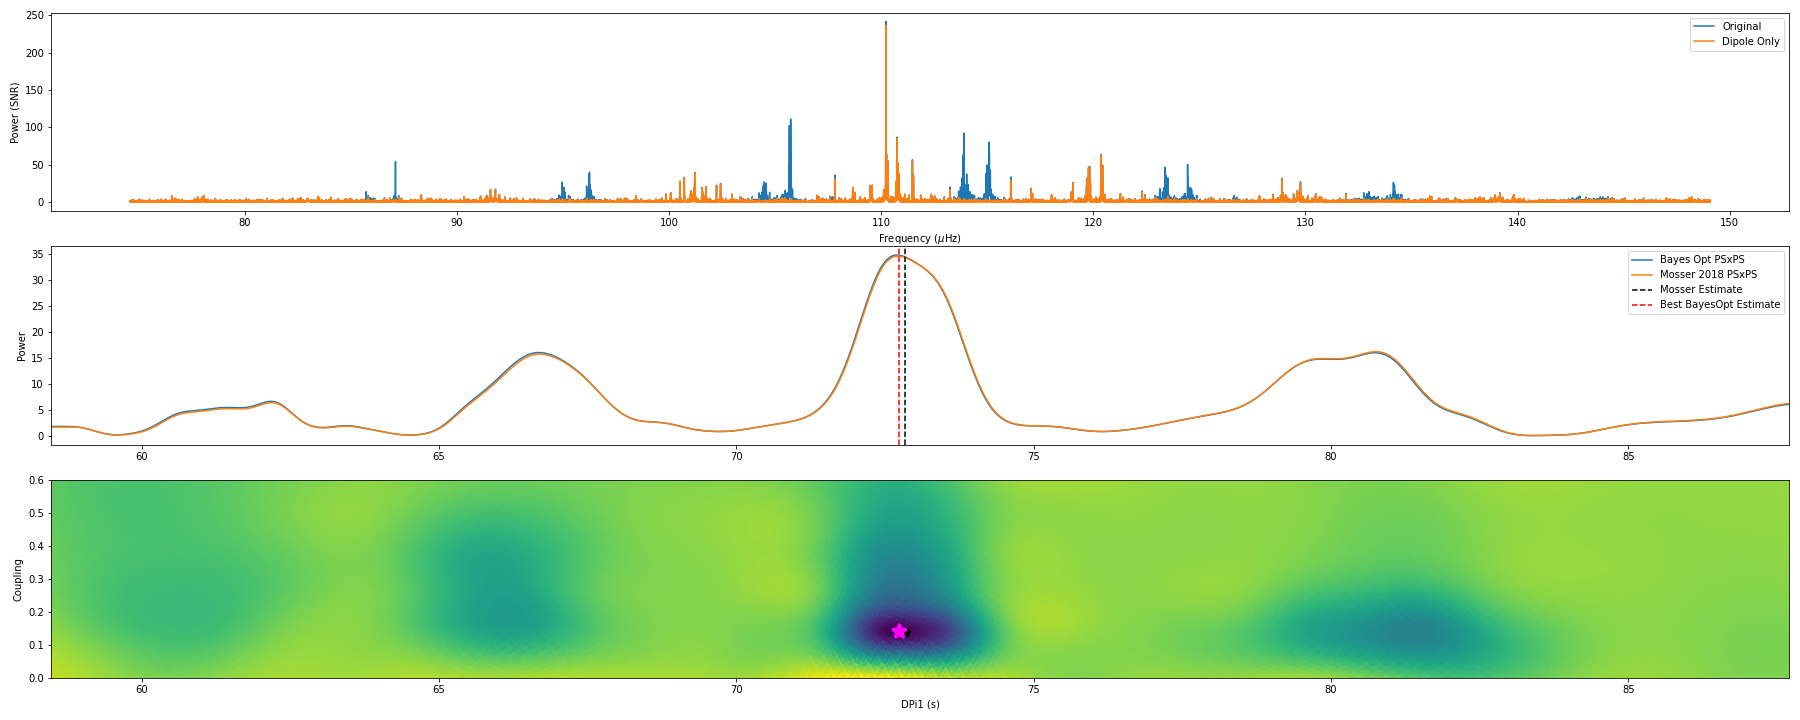 250
200
150
100
50
0
Power (SNR)
Original
Dipole Only
80 90 100 110 120 130 140 150
Frequency (μHz)
35
30
25
20
15
10
5
0
Power
Bayes Opt PSxPS
Mosser 2018 PSxPS
Mosser Estimate
Best BayesOpt Estimate
60 65 70 75 80 85
0.6
0.5
0.4
0.3
0.2
0.1
0.0
Coupling
60 65 70 75 80 85
DPi1 (s)